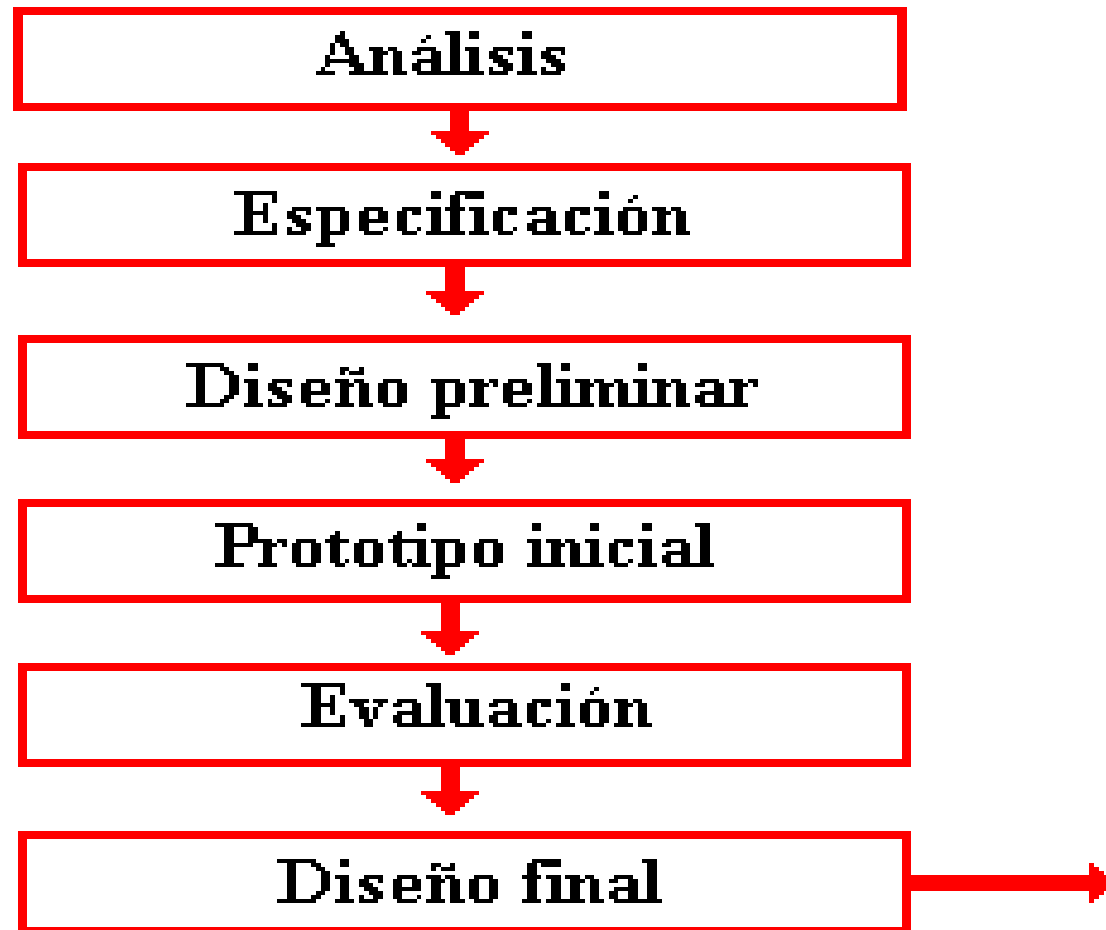 Análisis
Especificación
Diseño preliminar
Prototipo inicial
Evaluación
Diseño final